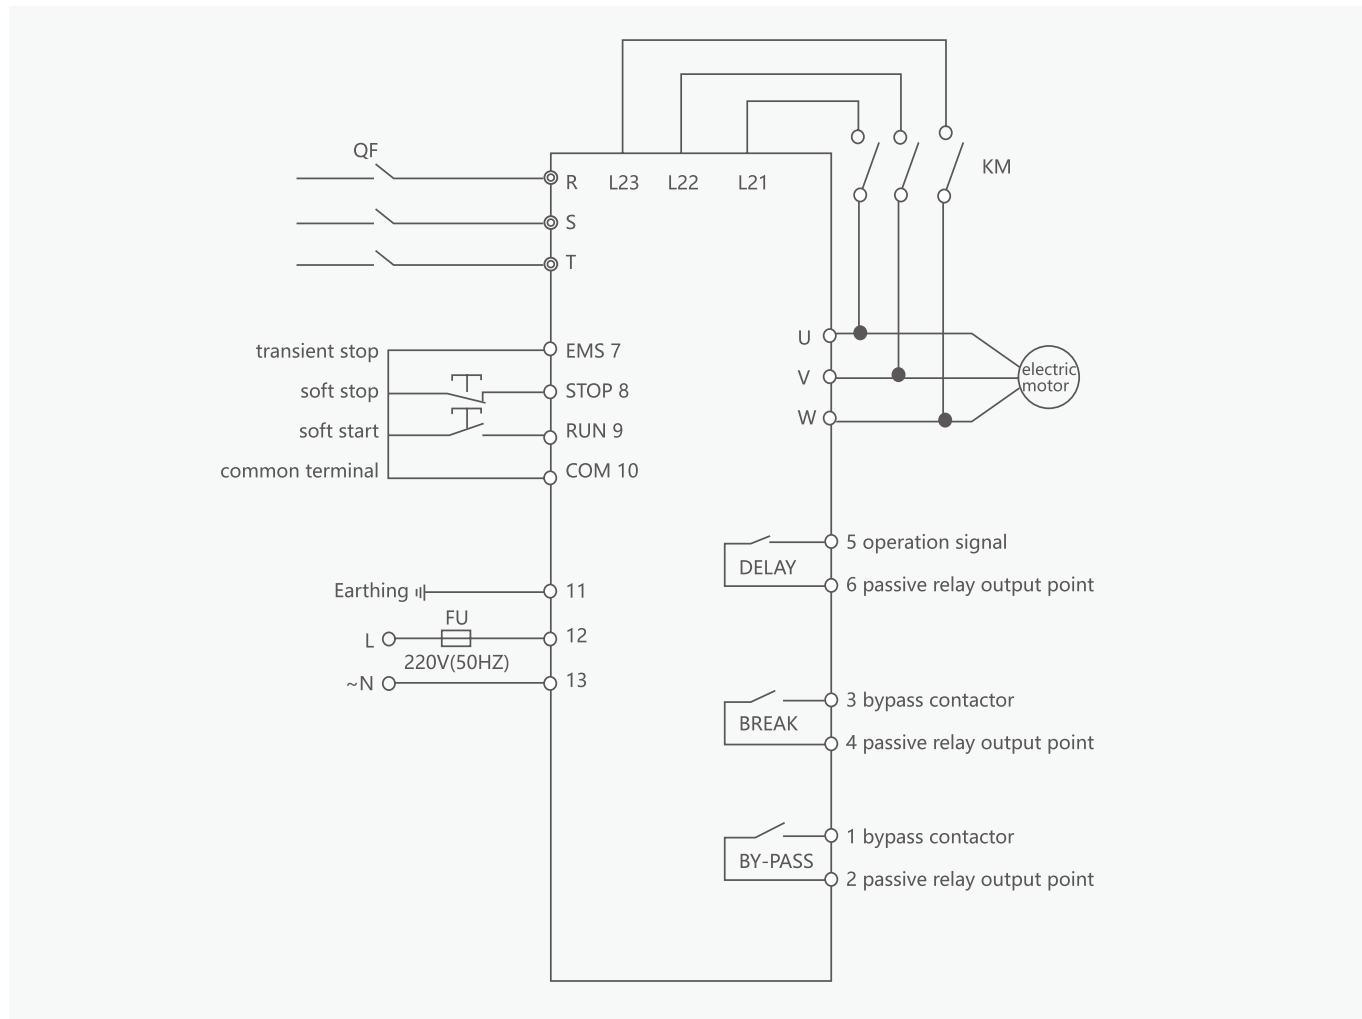 QF
KM
R
L23
L22
L21
S
T
transient stop
EMS 7
soft stop
STOP 8
soft start
RUN 9
common terminal
COM 10
U
V
W
electric
motor
5 operation signal
DELAY
6 passive relay output point
Earthing
11
FU
L
12
220V(50HZ)
~N
13
3 bypass contactor
BREAK
4 passive relay output point
1 bypass contactor
BY-PASS
2 passive relay output point